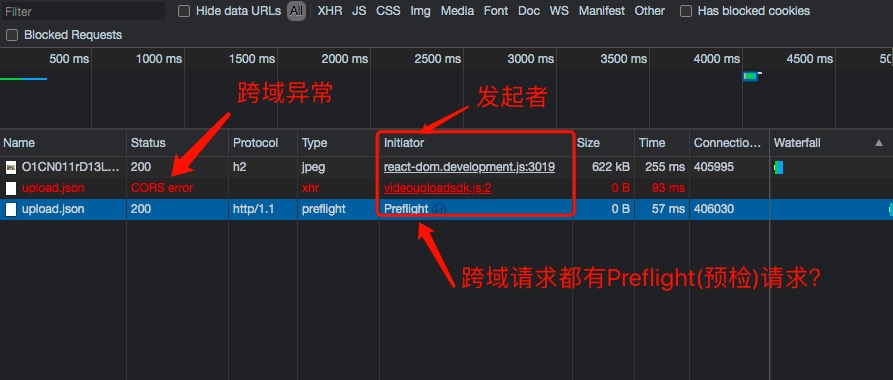 Filter
Hide data URLs All XHR JS CSS Img Media Font Doc WS Manifest Other Has blocked cookies
Blocked Requests
500 ms 1000 ms 1500 ms 2000 ms 2500 ms 3000 ms 3500 ms 4000 ms 4500 ms 50
跨域异常
发起者
Name Status Protocol Type Initiator Size Time Connectio... Waterfall
O1CN011rD13L... 200 h2 jpeg react-dom.development.js:3019 622 kB 255 ms 405995
upload.json CORS error xhr videouploadsdk.js:2 0 B 93 ms
upload.json 200 http/1.1 preflight Preflight 0 B 57 ms 406030
跨域请求都有Preflight(预检)请求?